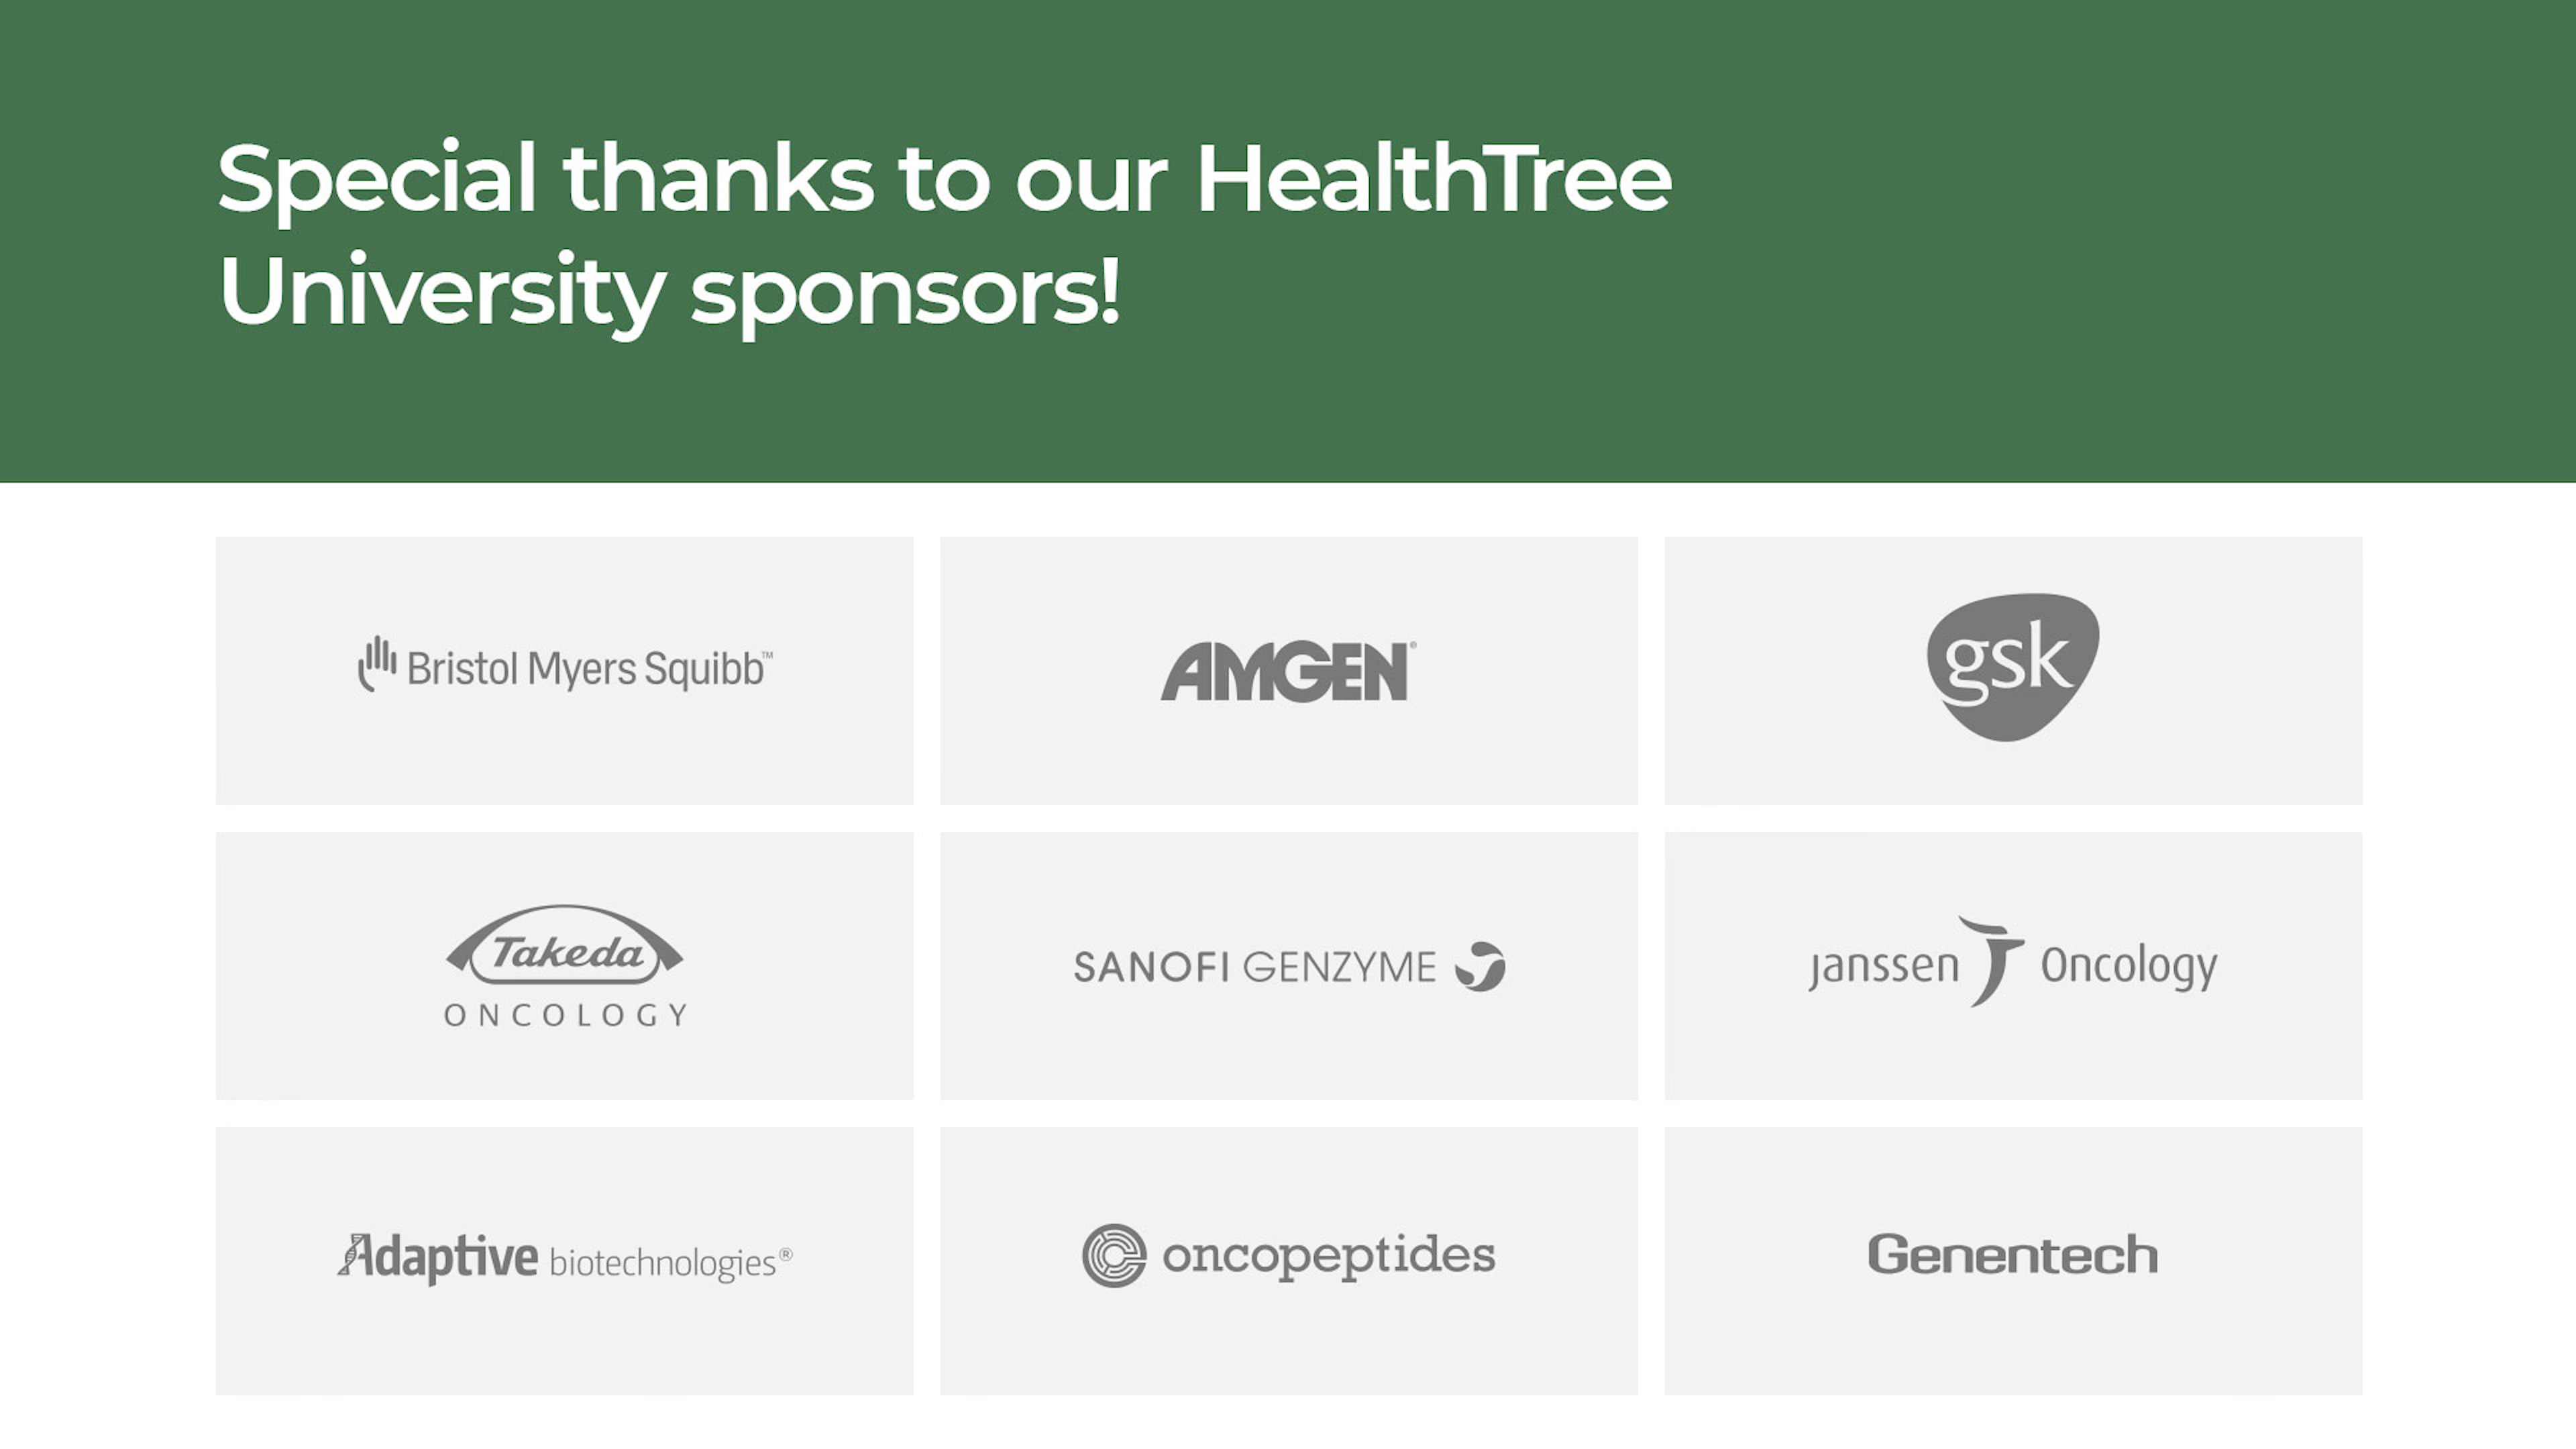 Special thanks to our HealthTree
University sponsors!
Bristol Myers Squibb™
AMGEN®
gsk
Takeda
ONCOLOGY
SANOFI GENZYME
janssen Oncology
Adaptive biotechnologies®
oncopeptides
Genentech